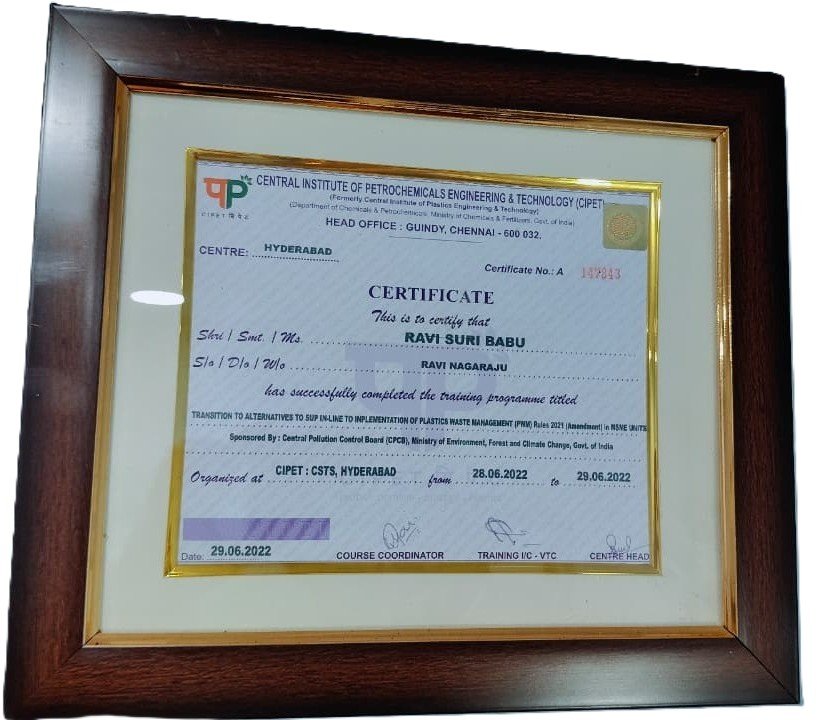 CENTRAL INSTITUTE OF PETROCHEMICALS ENGINEERING & TECHNOLOGY (CIPET)
(Formerly Central Institute of Plastics Engineering & Technology)
(Department of Chemicals & Petrochemicals, Ministry of Chemicals & Fertilizers, Govt. of India)
CIPET सिपेट
HEAD OFFICE : GUINDY, CHENNAI - 600 032.
CENTRE: HYDERABAD
Certificate No.: A 147343
CERTIFICATE
This is to certify that
Shri / Smt. / Ms. RAVI SURI BABU
S/o / D/o / W/o RAVI NAGARAJU
has successfully completed the training programme titled
TRANSITION TO ALTERNATIVES TO SUP IN-LINE TO IMPLEMENTATION OF PLASTICS WASTE MANAGEMENT (PWM) Rules 2021 (Amendment) in MSME UNITS
Sponsored By : Central Pollution Control Board (CPCB), Ministry of Environment, Forest and Climate Change, Govt. of India
Organized at CIPET : CSTS, HYDERABAD from 28.06.2022 to 29.06.2022
Date: 29.06.2022
COURSE COORDINATOR
TRAINING I/C - VTC
CENTRE HEAD